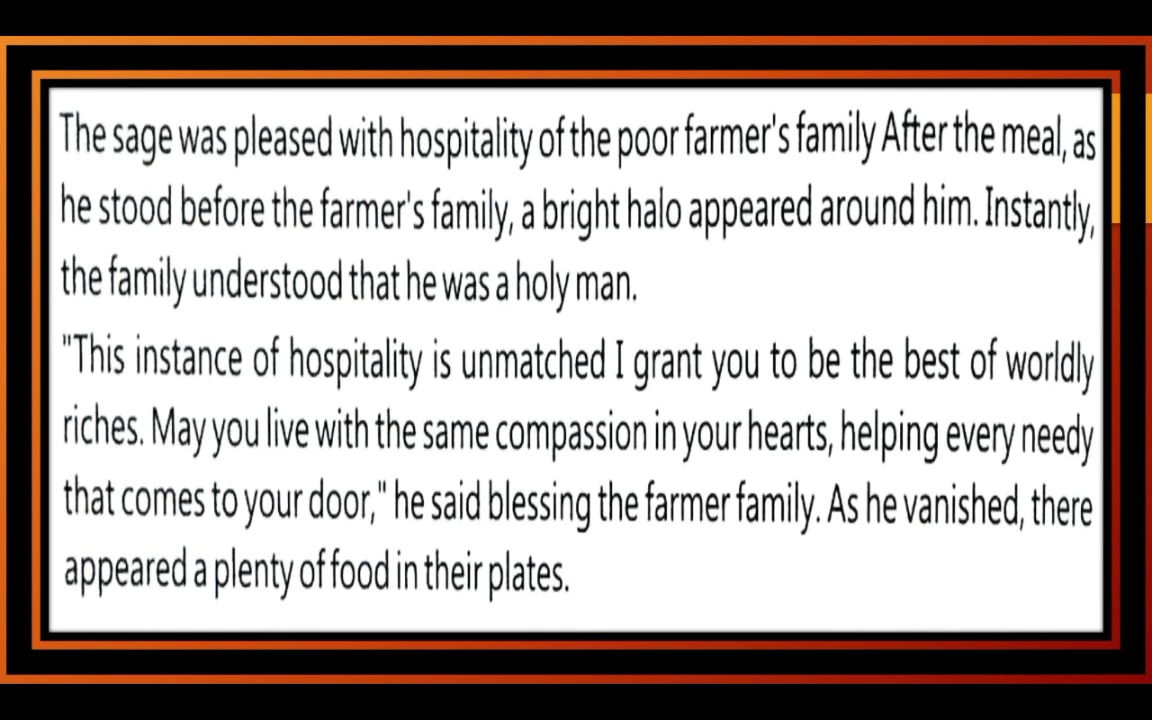 The sage was pleased with hospitality of the poor farmer's family After the meal, as
he stood before the farmer's family, a bright halo appeared around him. Instantly,
the family understood that he was a holy man.
"This instance of hospitality is unmatched I grant you to be the best of worldly
riches. May you live with the same compassion in your hearts, helping every needy
that comes to your door," he said blessing the farmer family. As he vanished, there
appeared a plenty of food in their plates.